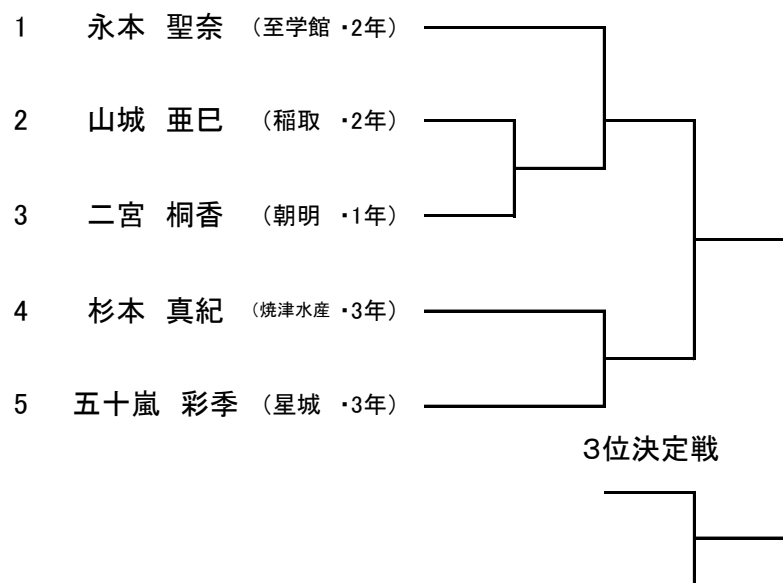 1 永本 聖奈 (至学館 ・2年)
2 山城 亜巳 (稲取 ・2年)
3 二宮 桐香 (朝明 ・1年)
4 杉本 真紀 (焼津水産 ・3年)
5 五十嵐 彩季 (星城 ・3年)
３位決定戦